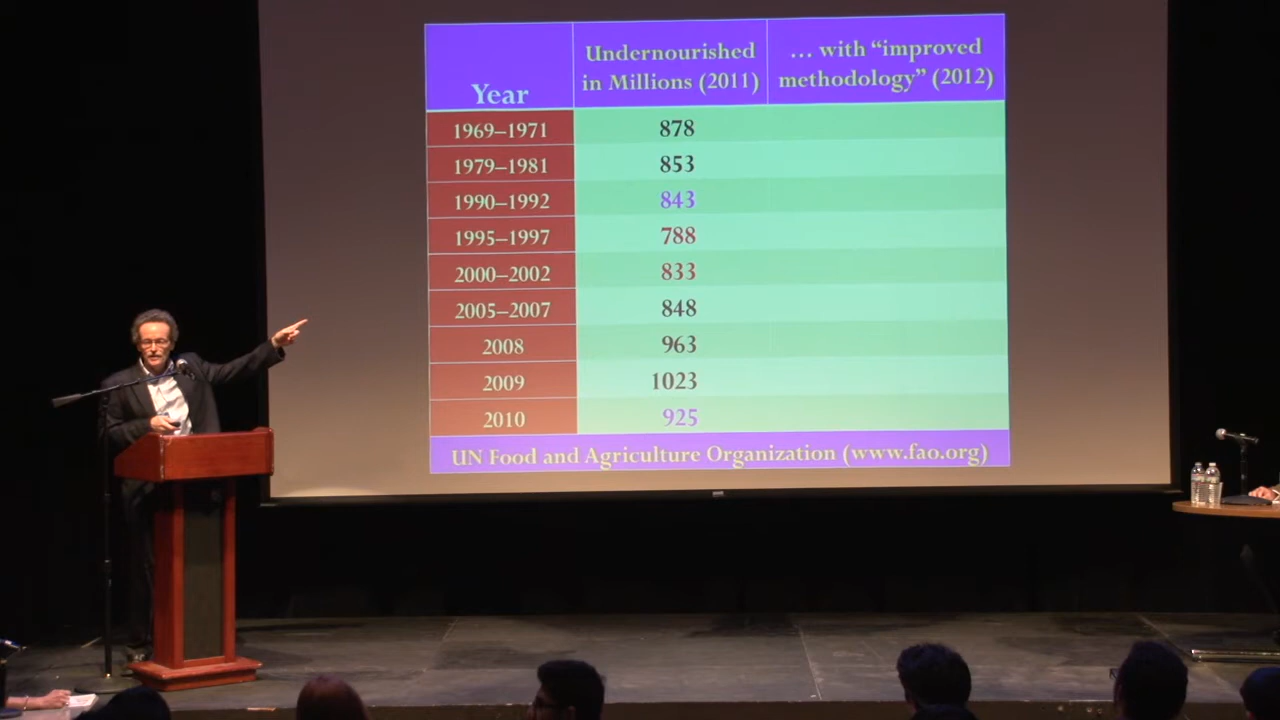 Year
Undernourished
in Millions (2011)
… with “improved
methodology” (2012)
1969–1971 878
1979–1981 853
1990–1992 843
1995–1997 788
2000–2002 833
2005–2007 848
2008 963
2009 1023
2010 925
UN Food and Agriculture Organization (www.fao.org)